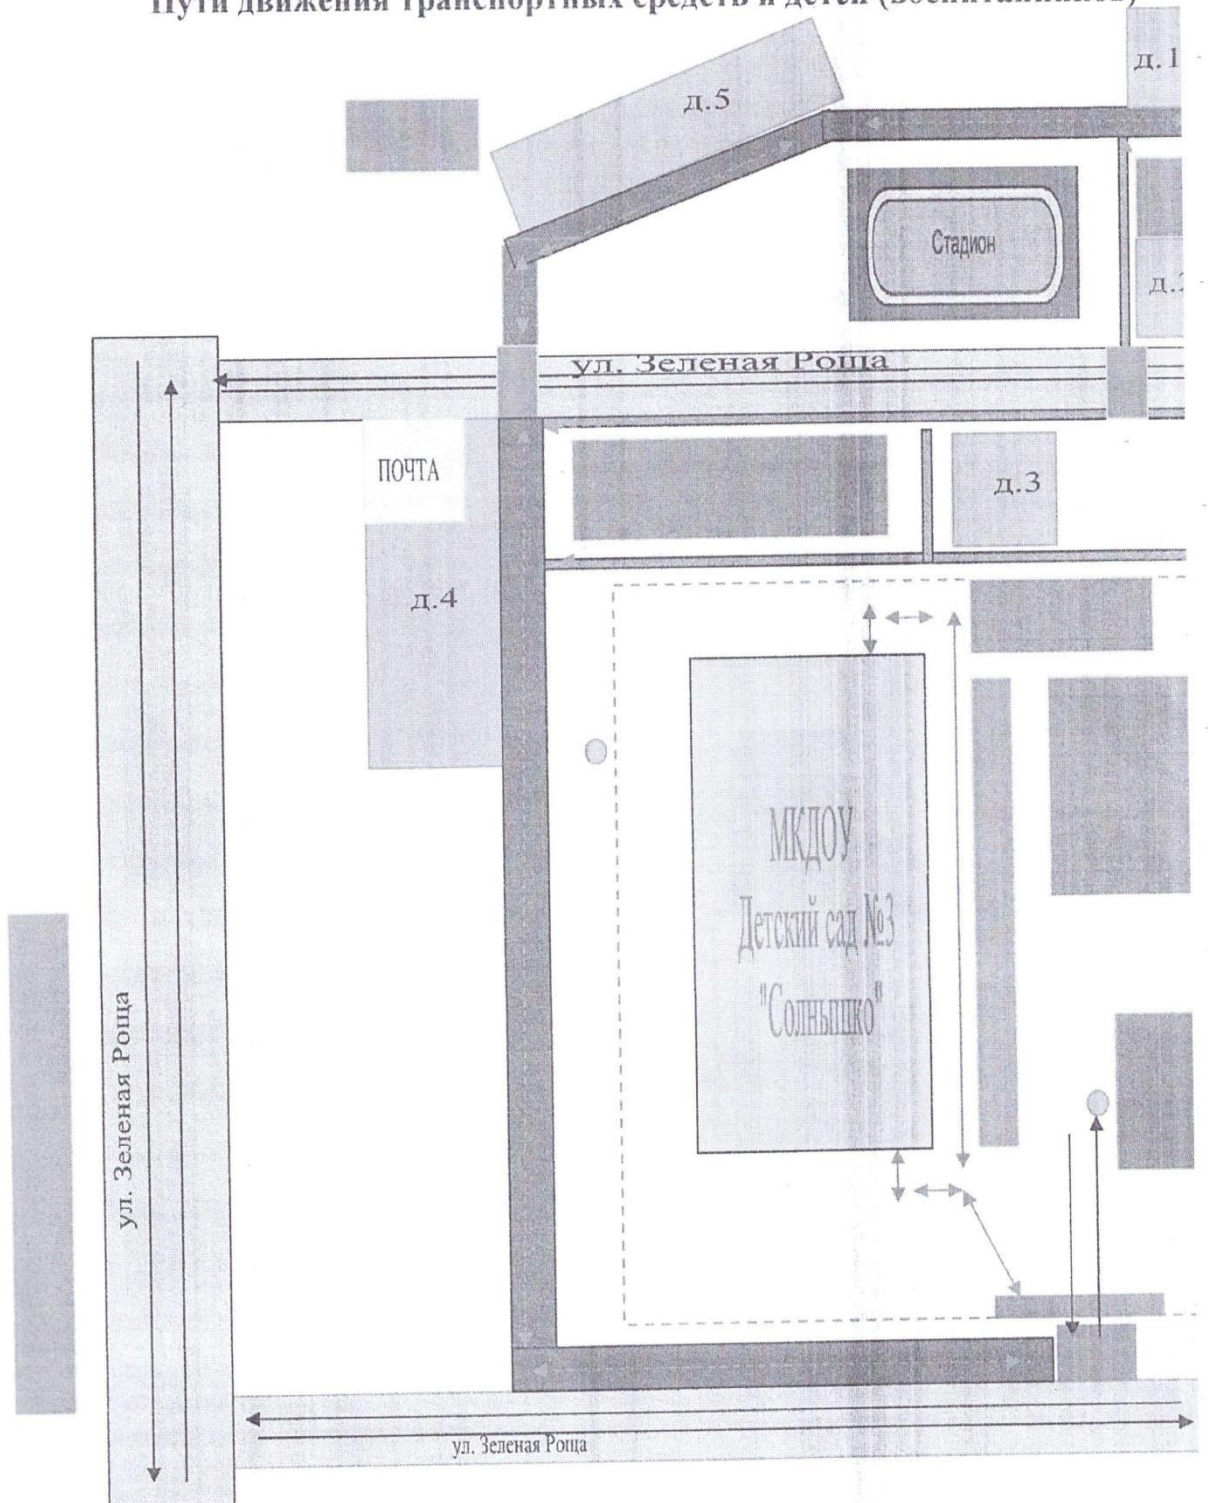 Пути движения транспортных средств и детей (воспитанников)
д.1
д.5
Стадион
д.2
ул. Зеленая Роща
ПОЧТА
д.3
д.4
МКДОУ
Детский сад №3
"Солнышко"
ул. Зеленая Роща
ул. Зеленая Роща